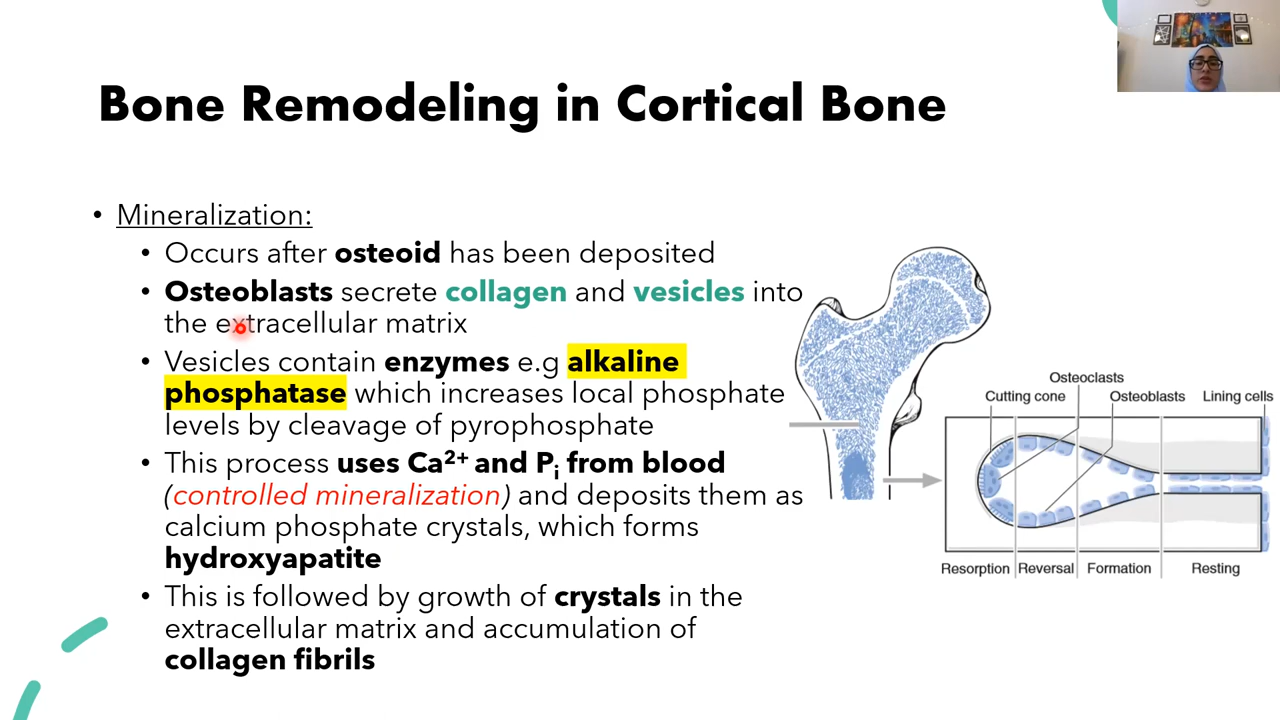 Bone Remodeling in Cortical Bone
• Mineralization:
• Occurs after osteoid has been deposited
• Osteoblasts secrete collagen and vesicles into
the extracellular matrix
• Vesicles contain enzymes e.g alkaline
phosphatase which increases local phosphate
levels by cleavage of pyrophosphate
• This process uses Ca²⁺ and Pᵢ from blood
(controlled mineralization) and deposits them as
calcium phosphate crystals, which forms
hydroxyapatite
• This is followed by growth of crystals in the
extracellular matrix and accumulation of
collagen fibrils
Osteoclasts
Cutting cone
Osteoblasts
Lining cells
Resorption
Reversal
Formation
Resting